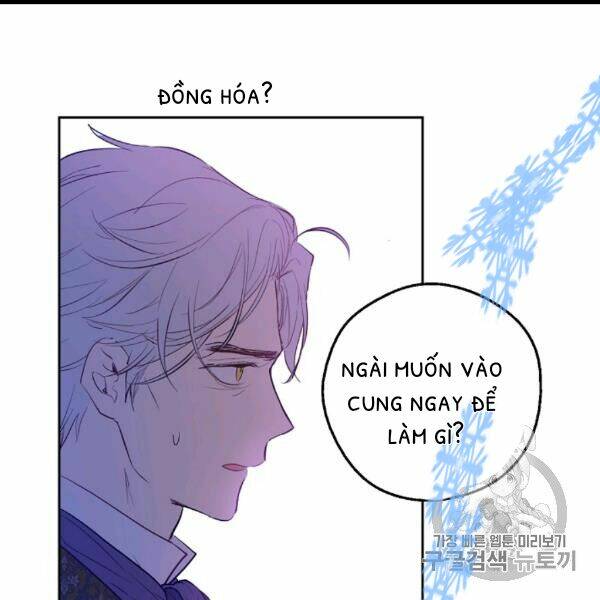 ĐỒNG HÓA?
NGÀI MUỐN VÀO
CUNG NGAY ĐỂ
LÀM GÌ?
가장 빠른 웹툰 미리보기
구글검색 뉴토끼